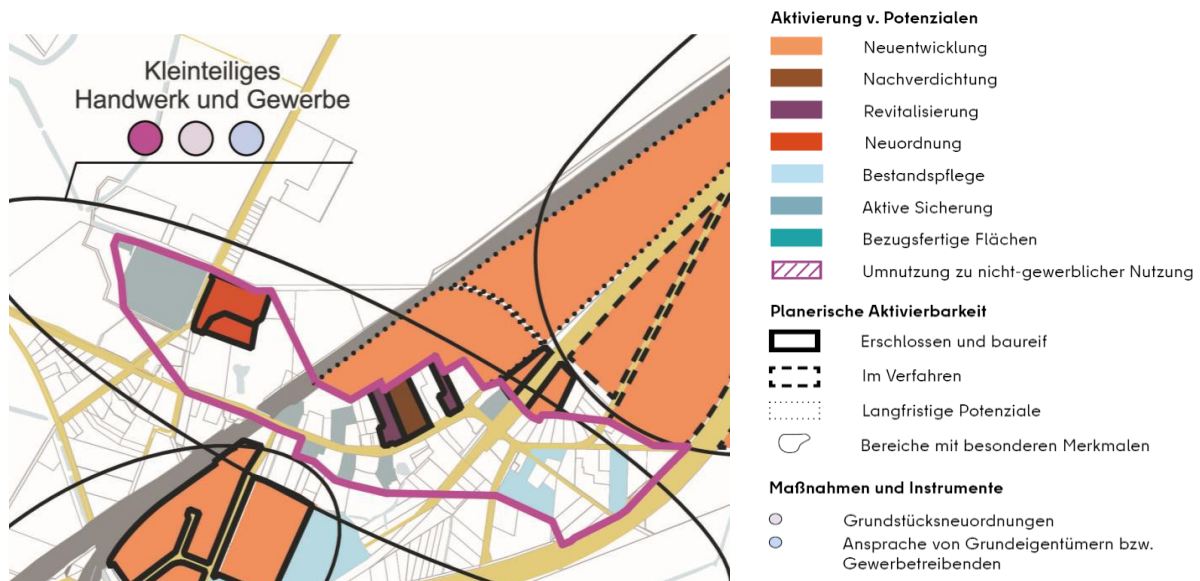 Kleinteiliges
Handwerk und Gewerbe
Aktivierung v. Potenzialen
Neuentwicklung
Nachverdichtung
Revitalisierung
Neuordnung
Bestandspflege
Aktive Sicherung
Bezugsfertige Flächen
Umnutzung zu nicht-gewerblicher Nutzung
Planerische Aktivierbarkeit
Erschlossen und baureif
Im Verfahren
Langfristige Potenziale
Bereiche mit besonderen Merkmalen
Maßnahmen und Instrumente
Grundstücksneuordnungen
Ansprache von Grundeigentümern bzw.
Gewerbetreibenden